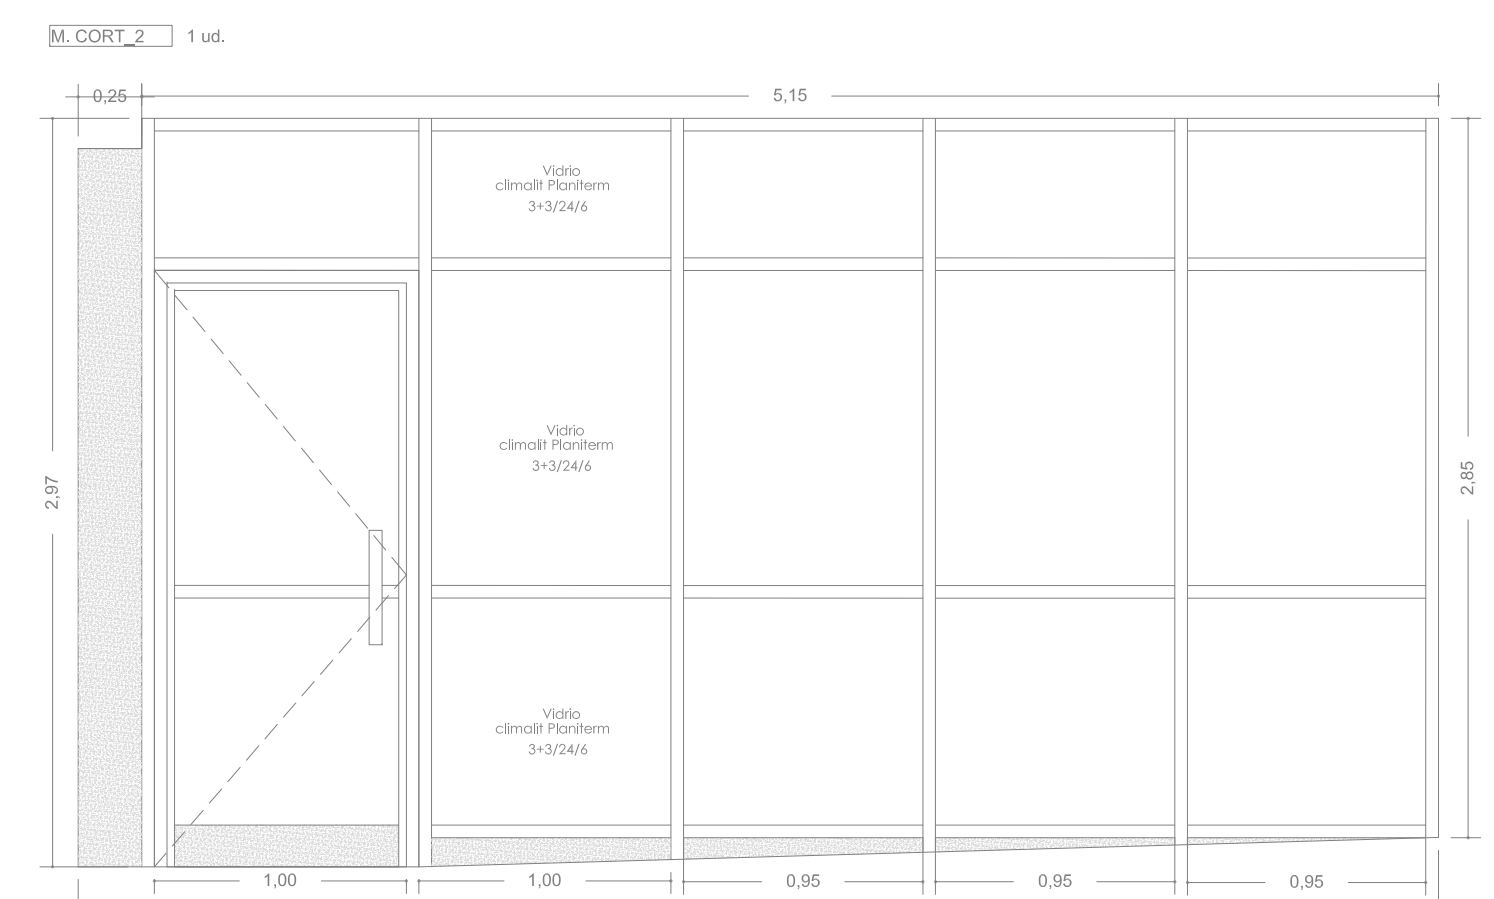 M. CORT_2 1 ud.
0,25
5,15
Vidrio
climalit Planiterm
3+3/24/6
2,97
Vidrio
climalit Planiterm
3+3/24/6
2,85
Vidrio
climalit Planiterm
3+3/24/6
1,00 1,00 0,95 0,95 0,95